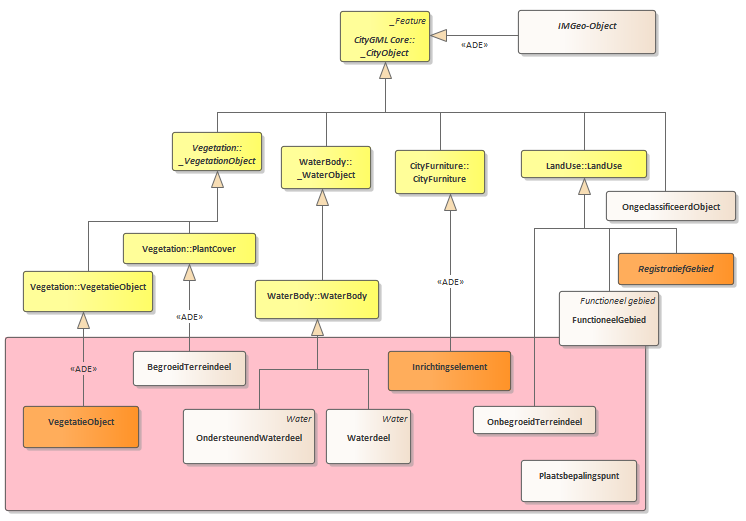 _Feature
CityGML Core::
_CityObject
«ADE»
IMGeo-Object
Vegetation::
_VegetationObject
WaterBody::
_WaterObject
CityFurniture::
CityFurniture
LandUse::LandUse
OngeclassificeerdObject
Vegetation::PlantCover
RegistratiefGebied
Vegetation::VegetatieObject
WaterBody::WaterBody
«ADE»
Functioneel gebied
FunctioneelGebied
«ADE»
«ADE»
BegroeidTerreindeel
Inrichtingselement
VegetatieObject
Water
OndersteunendWaterdeel
Water
Waterdeel
OnbegroeidTerreindeel
Plaatsbepalingspunt